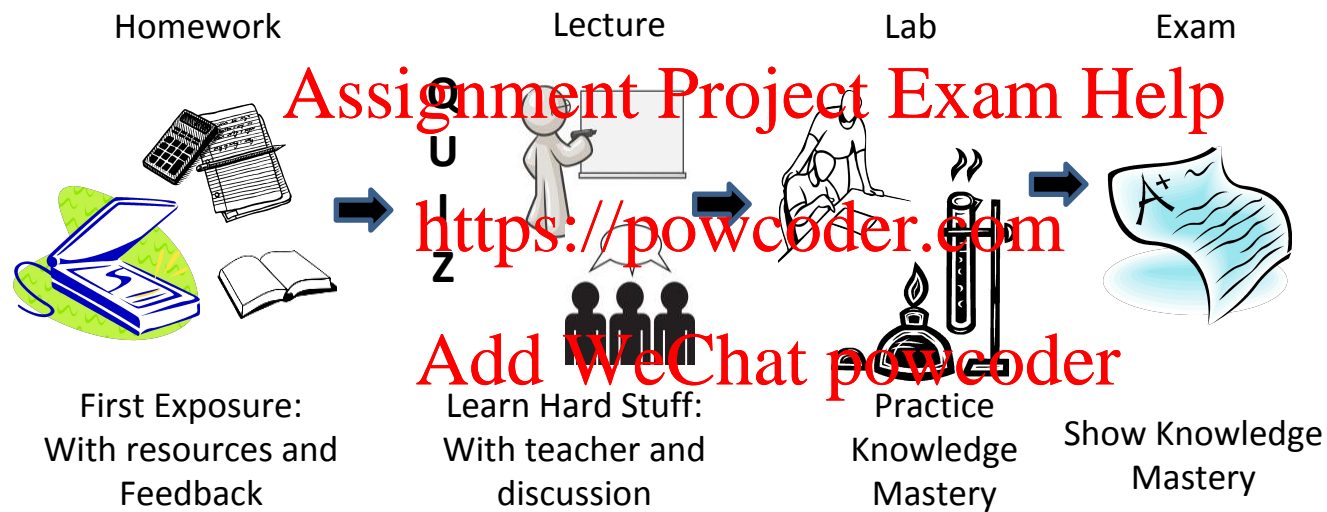 Homework
Lecture
Lab
Exam
Assignment Project Exam Help
QUIZ
A+
https://powcoder.com
Add WeChat powcoder
First Exposure:
With resources and
Feedback
Learn Hard Stuff:
With teacher and
discussion
Practice
Knowledge
Mastery
Show Knowledge
Mastery